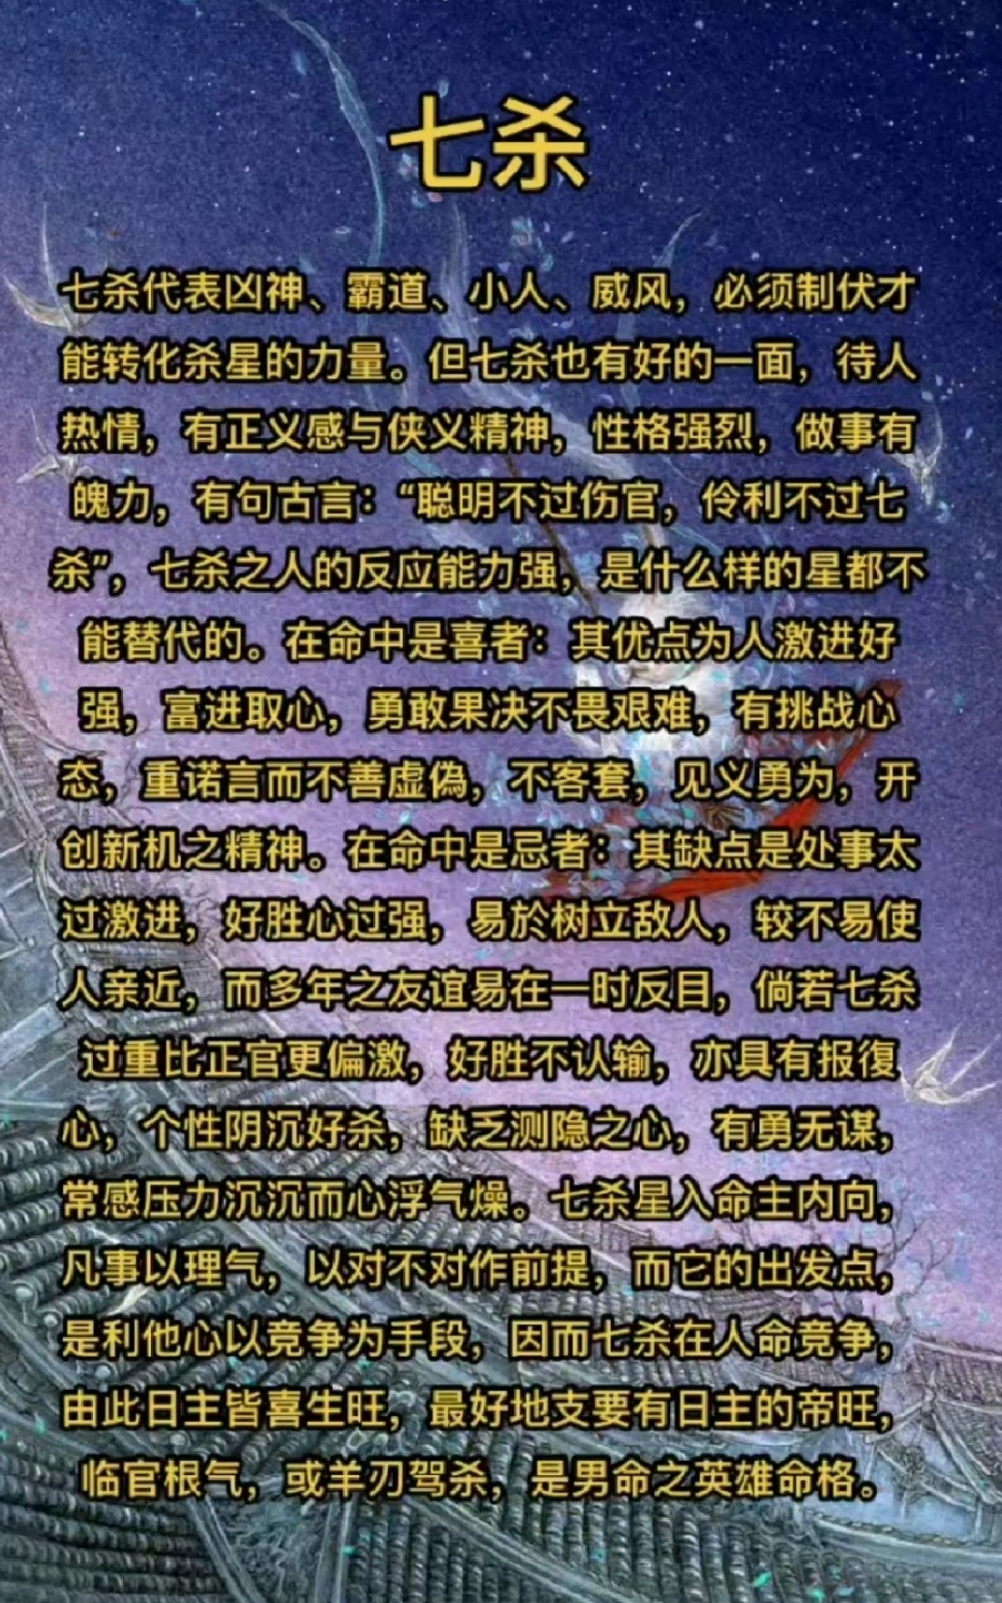 七杀
七杀代表凶神、霸道、小人、威风，必须制伏才
能转化杀星的力量。但七杀也有好的一面，待人
热情，有正义感与侠义精神，性格强烈，做事有
魄力，有句古言：“聪明不过伤官，伶利不过七
杀”，七杀之人的反应能力强，是什么样的星都不
能替代的。在命中是喜者：其优点为人激进好
强，富进取心，勇敢果决不畏艰难，有挑战心
态，重诺言而不善虚偽，不客套，见义勇为，开
创新机之精神。在命中是忌者：其缺点是处事太
过激进，好胜心过强，易於树立敌人，较不易使
人亲近，而多年之友谊易在一时反目，倘若七杀
过重比正官更偏激，好胜不认输，亦具有报復
心，个性阴沉好杀，缺乏测隐之心，有勇无谋，
常感压力沉沉而心浮气燥。七杀星入命主内向，
凡事以理气，以对不对作前提，而它的出发点，
是利他心以竞争为手段，因而七杀在人命竞争，
由此日主皆喜生旺，最好地支要有日主的帝旺，
临官根气，或羊刃驾杀，是男命之英雄命格。